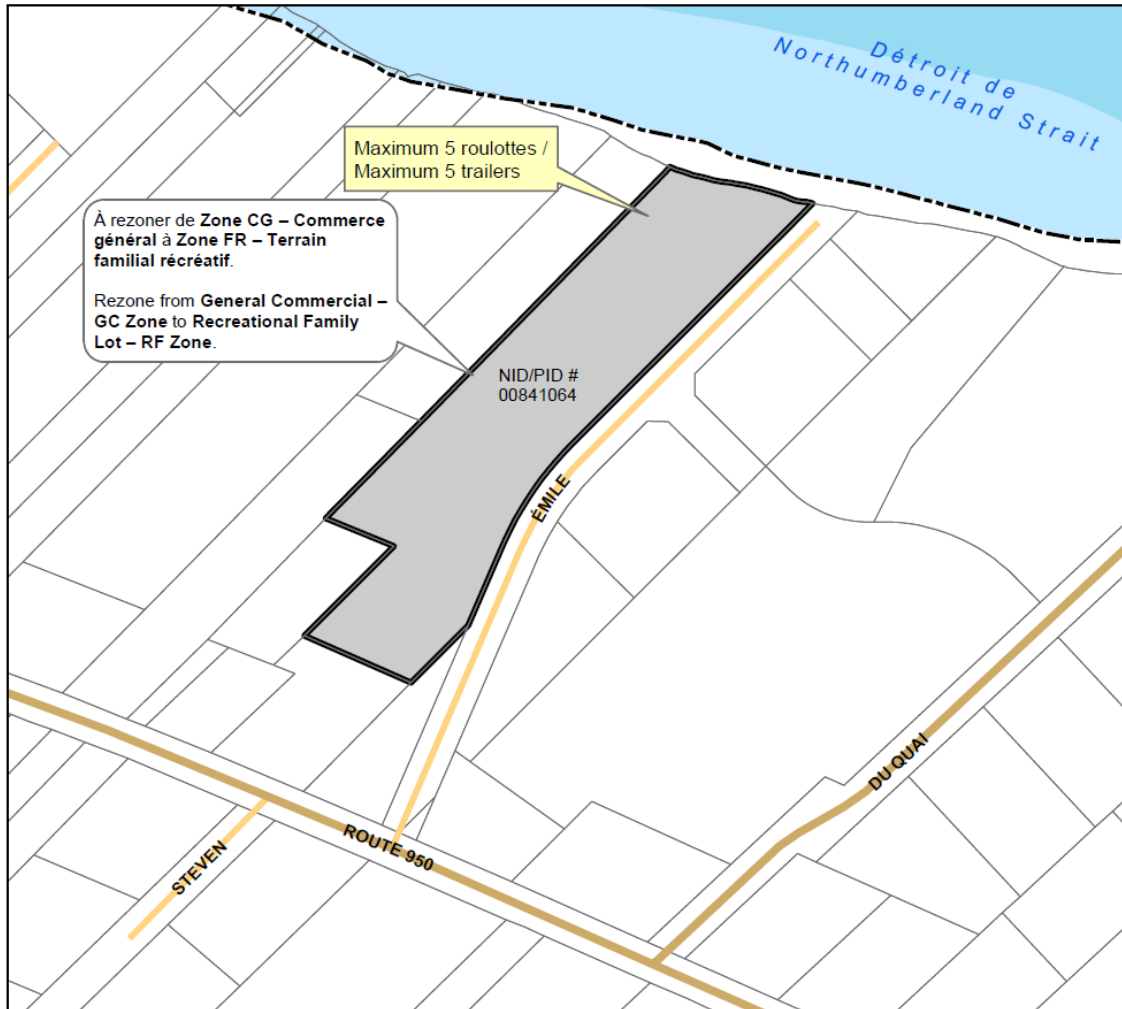 Détroit de
Northumberland Strait
Maximum 5 roulottes /
Maximum 5 trailers
À rezoner de Zone CG – Commerce
général à Zone FR – Terrain
familial récréatif.
Rezone from General Commercial –
GC Zone to Recreational Family
Lot – RF Zone.
NID/PID #
00841064
ÉMILE
DU QUAI
ROUTE 950
STEVEN